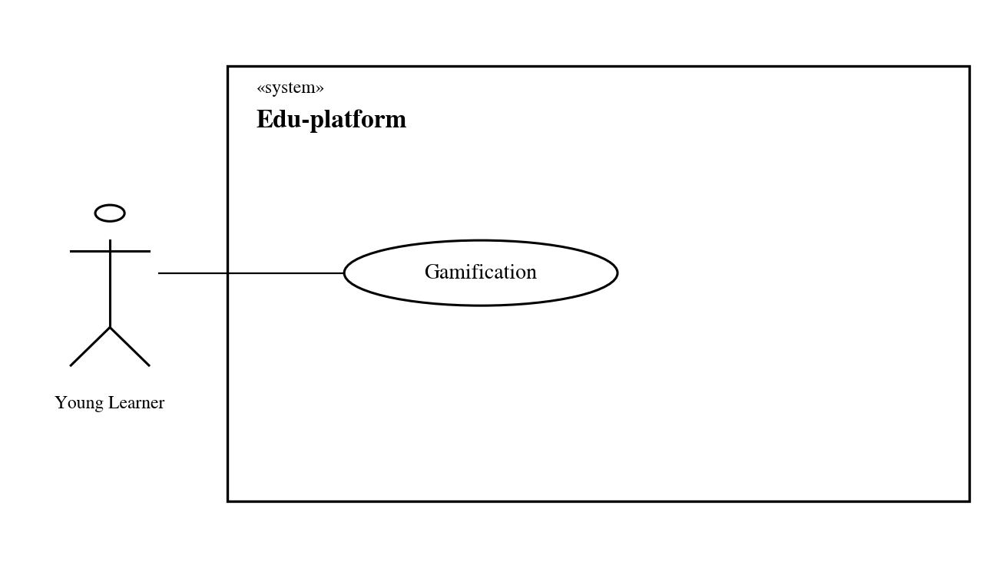 «system»
Edu-platform
Gamification
Young Learner